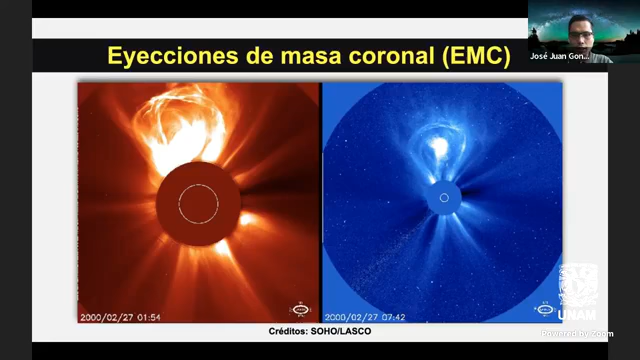 Eyecciones de masa coronal (EMC)
José Juan Gon...
2000/02/27 01:54
2000/02/27 07:42
Créditos: SOHO/LASCO
UNAM
Powered by Zoom